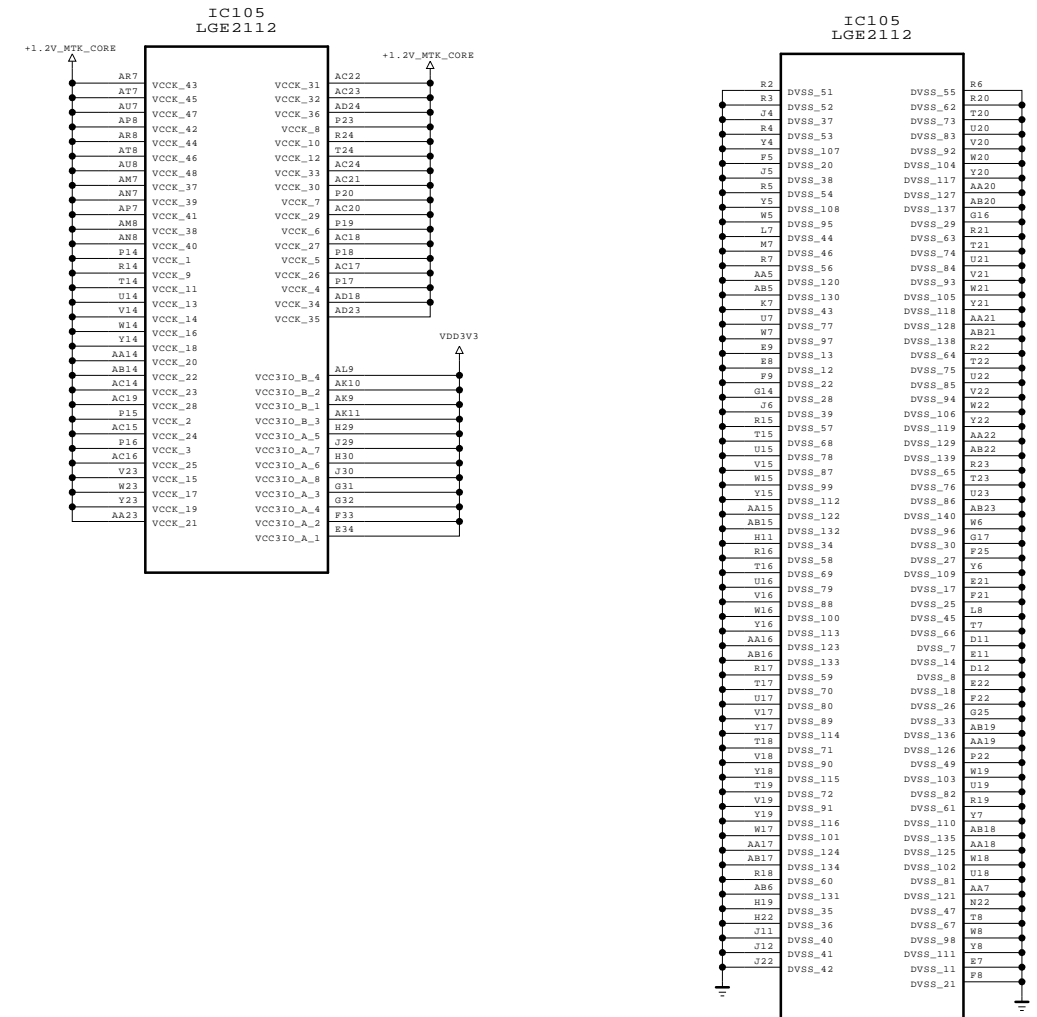 IC105
LGE2112
+1.2V_MTK_CORE
+1.2V_MTK_CORE
AR7 VCCK_43 VCCK_31 AC22
AT7 VCCK_45 VCCK_32 AC23
AU7 VCCK_47 VCCK_36 AD24
AP8 VCCK_42 VCCK_8 P23
AR8 VCCK_44 VCCK_10 R24
AT8 VCCK_46 VCCK_12 T24
AU8 VCCK_48 VCCK_33 AC24
AM7 VCCK_37 VCCK_30 AC21
AN7 VCCK_39 VCCK_7 P20
AP7 VCCK_41 VCCK_29 AC20
AM8 VCCK_38 VCCK_6 P19
AN8 VCCK_40 VCCK_27 AC18
P14 VCCK_1 VCCK_5 P18
R14 VCCK_9 VCCK_26 AC17
T14 VCCK_11 VCCK_4 P17
U14 VCCK_13 VCCK_34 AD18
V14 VCCK_14 VCCK_35 AD23
W14 VCCK_16
Y14 VCCK_18
VDD3V3
AA14 VCCK_20
AB14 VCCK_22 VCC3IO_B_4 AL9
AC14 VCCK_23 VCC3IO_B_2 AK10
AC19 VCCK_28 VCC3IO_B_1 AK9
P15 VCCK_2 VCC3IO_B_3 AK11
AC15 VCCK_24 VCC3IO_A_5 H29
P16 VCCK_3 VCC3IO_A_7 J29
AC16 VCCK_25 VCC3IO_A_6 H30
V23 VCCK_15 VCC3IO_A_8 J30
W23 VCCK_17 VCC3IO_A_3 G31
Y23 VCCK_19 VCC3IO_A_4 G32
AA23 VCCK_21 VCC3IO_A_2 F33
VCC3IO_A_1 E34
IC105
LGE2112
R2 DVSS_51 DVSS_55 R6
R3 DVSS_52 DVSS_62 R20
J4 DVSS_37 DVSS_73 T20
R4 DVSS_53 DVSS_83 U20
Y4 DVSS_107 DVSS_92 V20
F5 DVSS_20 DVSS_104 W20
J5 DVSS_38 DVSS_117 Y20
R5 DVSS_54 DVSS_127 AA20
Y5 DVSS_108 DVSS_137 AB20
W5 DVSS_95 DVSS_29 G16
L7 DVSS_44 DVSS_63 R21
M7 DVSS_46 DVSS_74 T21
R7 DVSS_56 DVSS_84 U21
AA5 DVSS_120 DVSS_93 V21
AB5 DVSS_130 DVSS_105 W21
K7 DVSS_43 DVSS_118 Y21
U7 DVSS_77 DVSS_128 AA21
W7 DVSS_97 DVSS_138 AB21
E9 DVSS_13 DVSS_64 R22
E8 DVSS_12 DVSS_75 T22
F9 DVSS_22 DVSS_85 U22
G14 DVSS_28 DVSS_94 V22
J6 DVSS_39 DVSS_106 W22
R15 DVSS_57 DVSS_119 Y22
T15 DVSS_68 DVSS_129 AA22
U15 DVSS_78 DVSS_139 AB22
V15 DVSS_87 DVSS_65 R23
W15 DVSS_99 DVSS_76 T23
Y15 DVSS_112 DVSS_86 U23
AA15 DVSS_122 DVSS_140 AB23
AB15 DVSS_132 DVSS_96 W6
H11 DVSS_34 DVSS_30 G17
R16 DVSS_58 DVSS_27 F25
T16 DVSS_69 DVSS_109 Y6
U16 DVSS_79 DVSS_17 E21
V16 DVSS_88 DVSS_25 F21
W16 DVSS_100 DVSS_45 L8
Y16 DVSS_113 DVSS_66 T7
AA16 DVSS_123 DVSS_7 D11
AB16 DVSS_133 DVSS_14 E11
R17 DVSS_59 DVSS_8 D12
T17 DVSS_70 DVSS_18 E22
U17 DVSS_80 DVSS_26 F22
V17 DVSS_89 DVSS_33 G25
Y17 DVSS_114 DVSS_136 AB19
T18 DVSS_71 DVSS_126 AA19
V18 DVSS_90 DVSS_49 P22
Y18 DVSS_115 DVSS_103 W19
T19 DVSS_72 DVSS_82 U19
V19 DVSS_91 DVSS_61 R19
Y19 DVSS_116 DVSS_110 Y7
W17 DVSS_101 DVSS_135 AB18
AA17 DVSS_124 DVSS_125 AA18
AB17 DVSS_134 DVSS_102 W18
R18 DVSS_60 DVSS_81 U18
AB6 DVSS_131 DVSS_121 AA7
H19 DVSS_35 DVSS_47 N22
H22 DVSS_36 DVSS_67 T8
J11 DVSS_40 DVSS_98 W8
J12 DVSS_41 DVSS_111 Y8
J22 DVSS_42 DVSS_11 E7
DVSS_21 F8